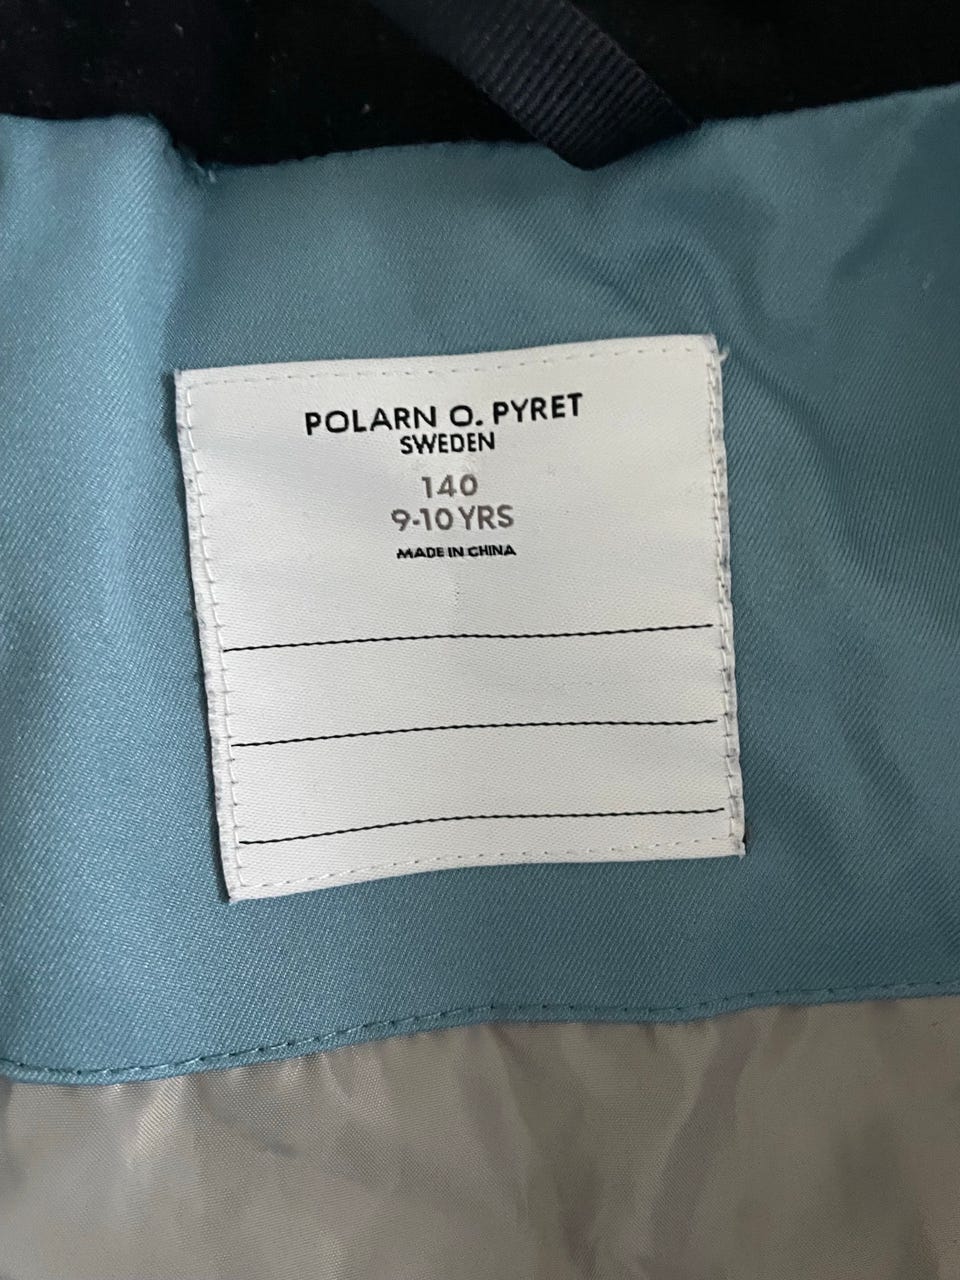 POLARN O. PYRET
SWEDEN
140
9-10 YRS
MADE IN CHINA